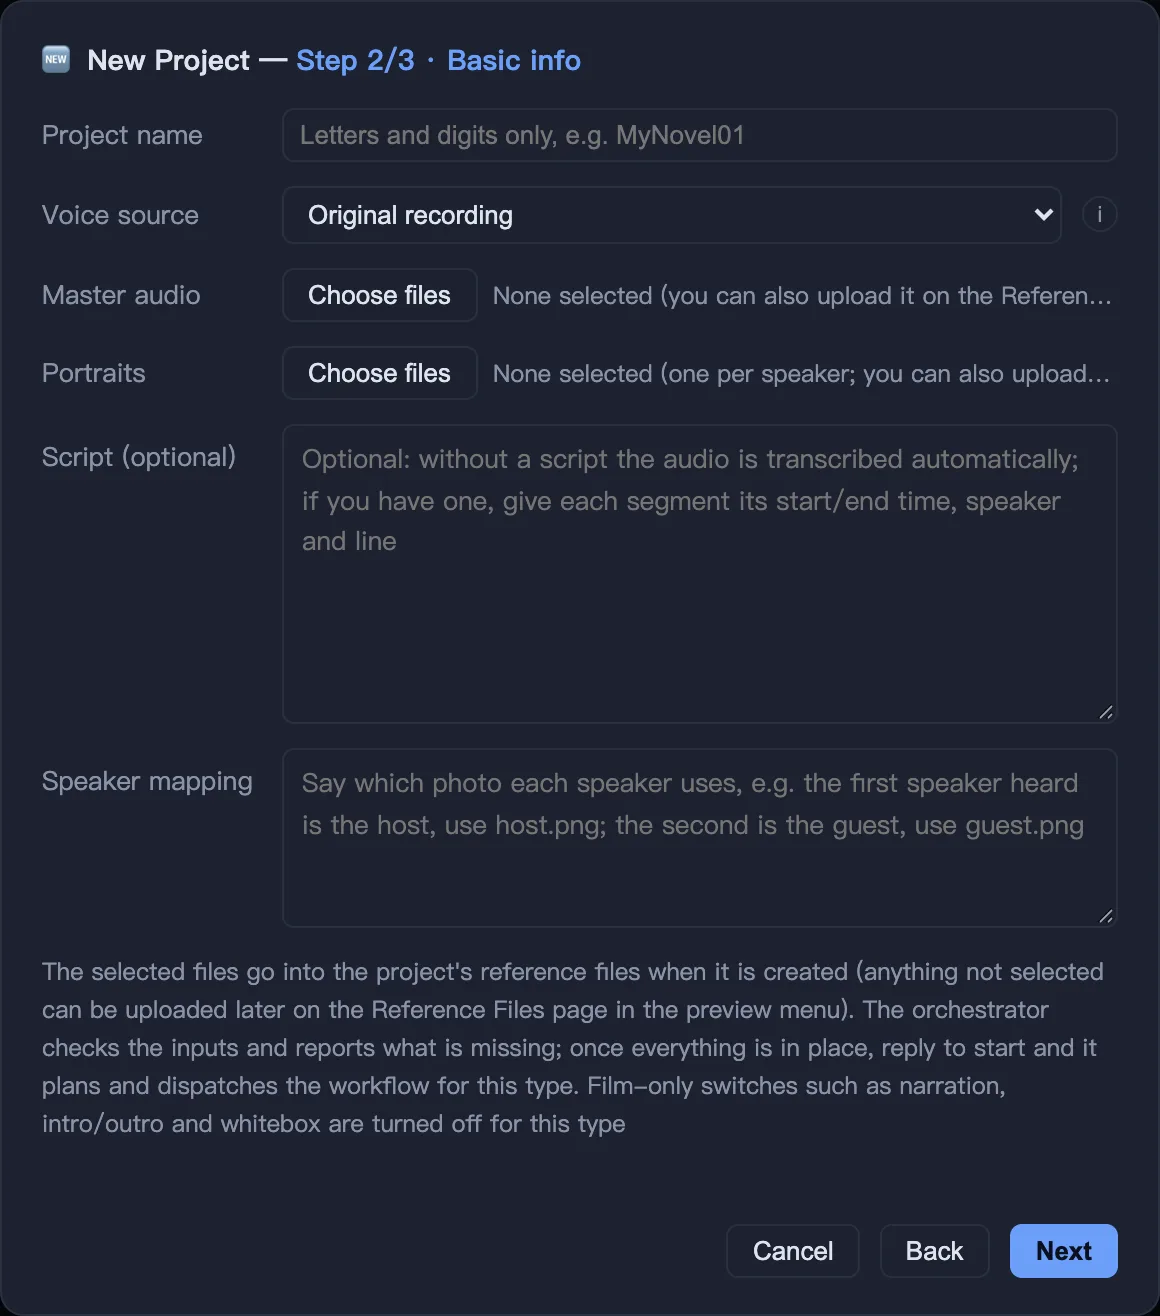 NEW New Project — Step 2/3 · Basic info
Project name
Letters and digits only, e.g. MyNovel01
Voice source
Original recording
i
Master audio
Choose files
None selected (you can also upload it on the Referen…
Portraits
Choose files
None selected (one per speaker; you can also upload…
Script (optional)
Optional: without a script the audio is transcribed automatically;
if you have one, give each segment its start/end time, speaker
and line
Speaker mapping
Say which photo each speaker uses, e.g. the first speaker heard
is the host, use host.png; the second is the guest, use guest.png
The selected files go into the project's reference files when it is created (anything not selected
can be uploaded later on the Reference Files page in the preview menu). The orchestrator
checks the inputs and reports what is missing; once everything is in place, reply to start and it
plans and dispatches the workflow for this type. Film-only switches such as narration,
intro/outro and whitebox are turned off for this type
Cancel
Back
Next